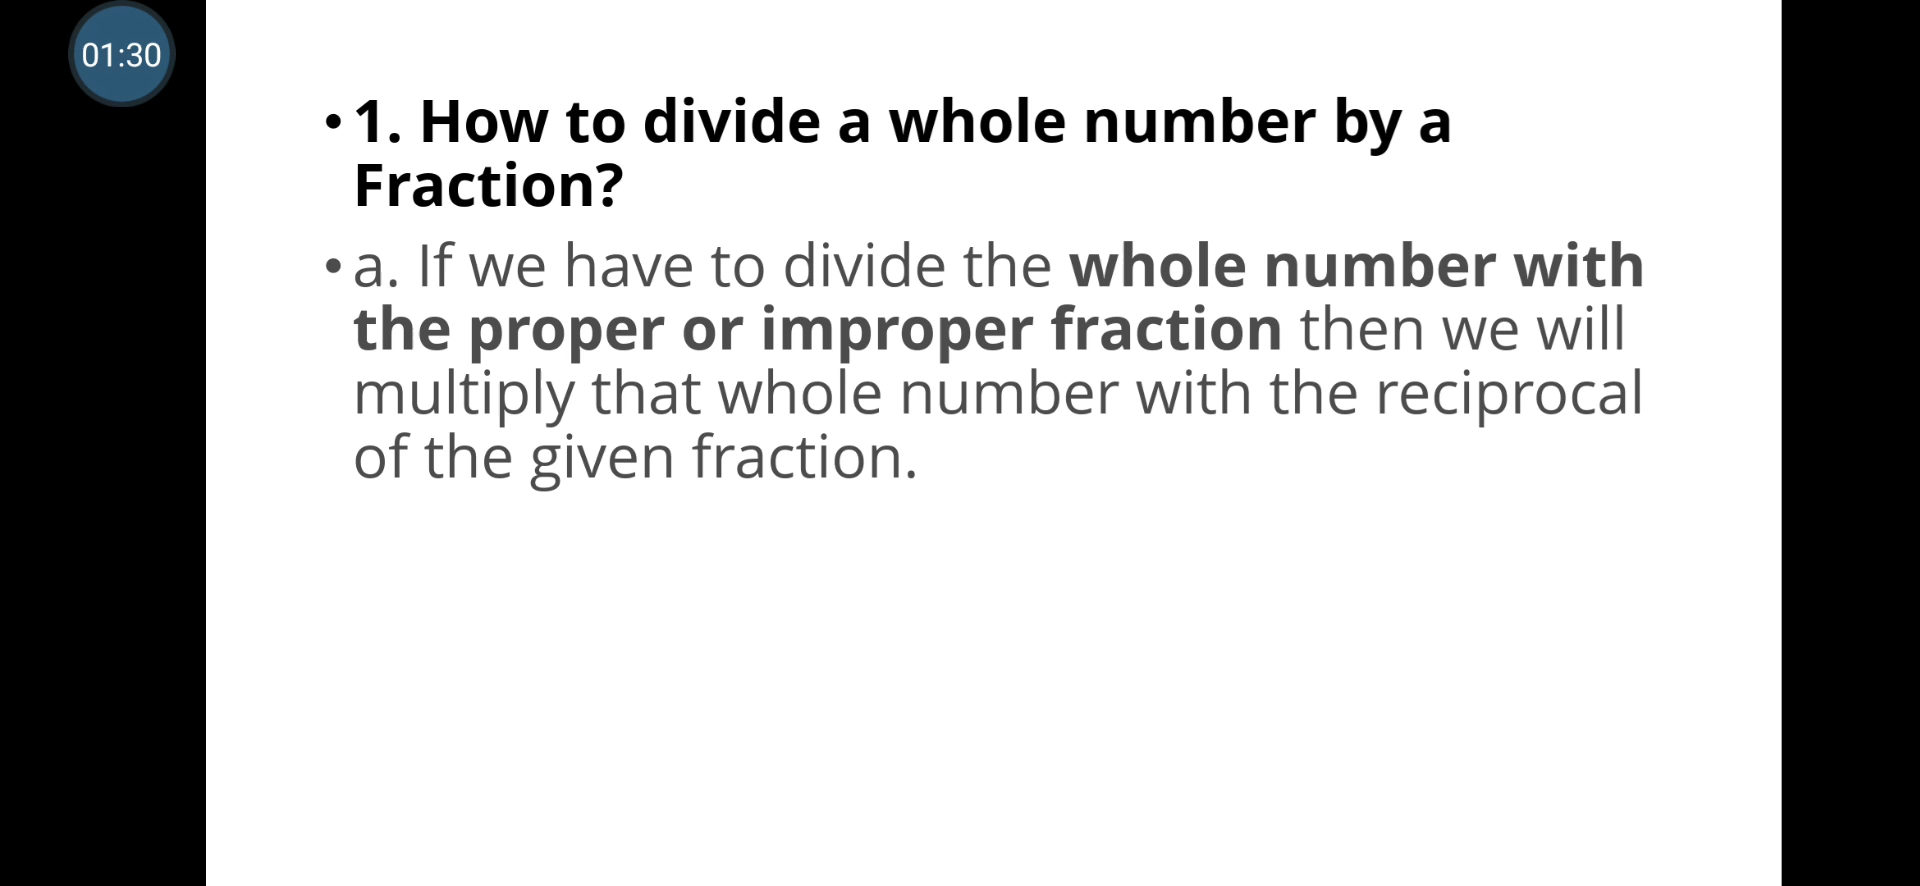 01:30
• 1. How to divide a whole number by a
Fraction?
• a. If we have to divide the whole number with
the proper or improper fraction then we will
multiply that whole number with the reciprocal
of the given fraction.